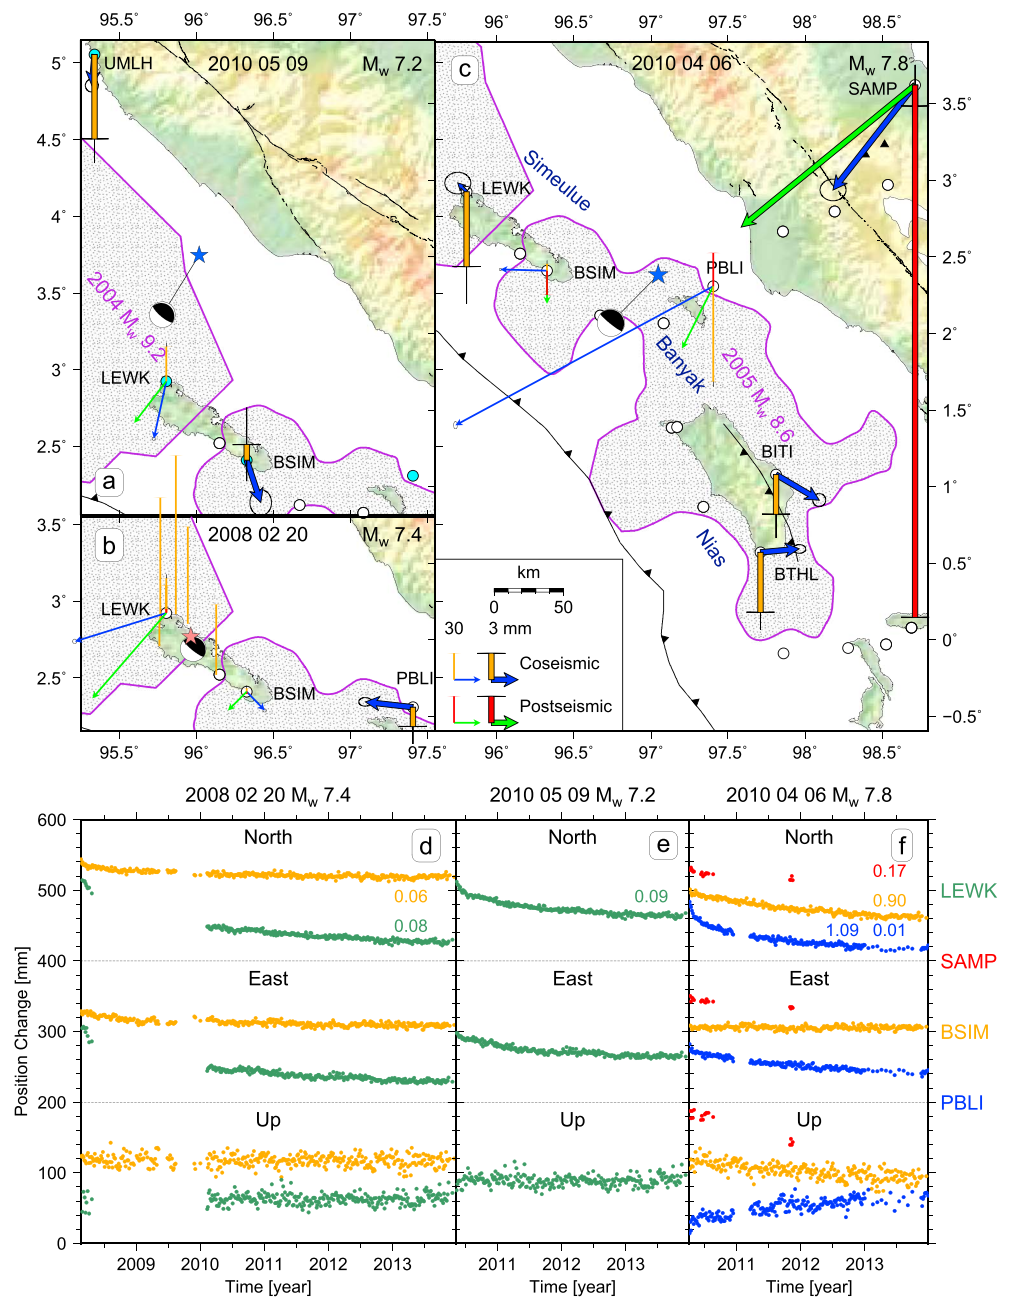 95.5° 96° 96.5° 97° 97.5°
96° 96.5° 97° 97.5° 98° 98.5°
5°
4.5°
4°
3.5°
3°
2.5°
UMLH
2010 05 09
Mw 7.2
2004 Mw 9.2
LEWK
BSIM
a
3.5°
3°
2.5°
b
2008 02 20
Mw 7.4
LEWK
BSIM
PBLI
95.5° 96° 96.5° 97° 97.5°
c
2010 04 06
Mw 7.8
SAMP
LEWK
Simeulue
BSIM
PBLI
Banyak
2005 Mw 8.6
BITI
Nias
BTHL
3.5°
3°
2.5°
2°
1.5°
1°
0.5°
0°
−0.5°
km
0 50
30 3 mm
Coseismic
Postseismic
96° 96.5° 97° 97.5° 98° 98.5°
2008 02 20 Mw 7.4
2010 05 09 Mw 7.2
2010 04 06 Mw 7.8
Position Change [mm]
600
500
400
300
200
100
0
North
d
0.06
0.08
East
Up
North
e
0.09
East
Up
North
f
0.17
0.90
1.09 0.01
East
Up
LEWK
SAMP
BSIM
PBLI
2009 2010 2011 2012 2013
2011 2012 2013
2011 2012 2013
Time [year]
Time [year]
Time [year]